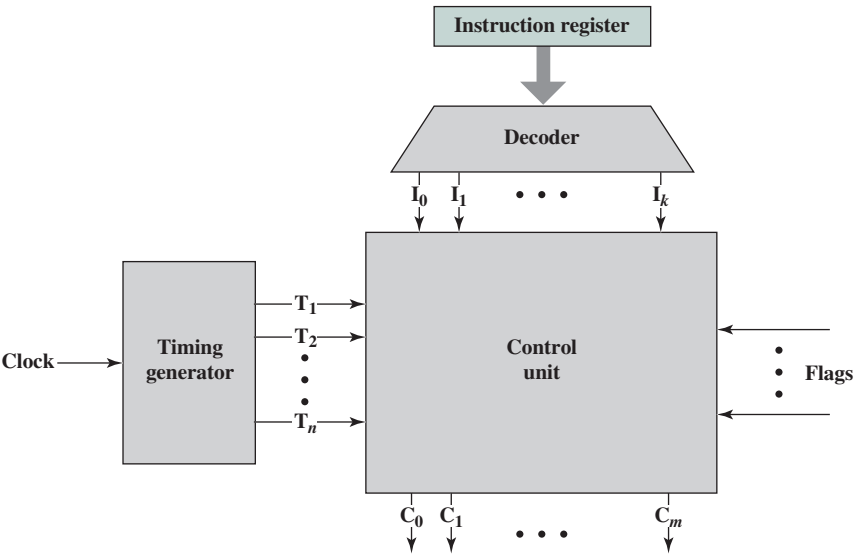 Instruction register
Decoder
I0 I1 • • • Ik
T1
T2
•
•
•
Tn
Clock
Timing
generator
Control
unit
•
•
•
Flags
C0 C1 • • • Cm